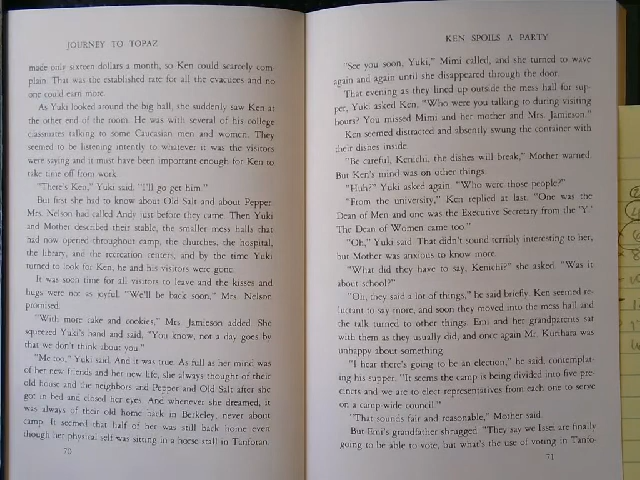 JOURNEY TO TOPAZ
made only sixteen dollars a month, so Ken could scarcely com-
plain. That was the established rate for all the evacuees and no
one could earn more.
As Yuki looked around the big hall, she suddenly saw Ken at
the other end of the room. He was with several of his college
classmates talking to some Caucasian men and women. They
seemed to be listening intently to whatever it was the visitors
were saying and it must have been important enough for Ken to
take time off from work.
"There's Ken," Yuki said. "I'll go get him."
But first she had to know about Old Salt and about Pepper
Mrs. Nelson had called Andy just before they came. Then Yuki
and Mother described their stable, the smaller mess halls that
had now opened throughout camp, the churches, the hospital,
the library, and the recreation centers, and by the time Yuki
turned to look for Ken, he and his visitors were gone.
It was soon time for all visitors to leave and the kisses and
hugs were not as joyful. "We'll be back soon," Mrs. Nelson
promised.
"With more cake and cookies," Mrs. Jamieson added. She
squeezed Yuki's hand and said, "You know, not a day goes by
that we don't think about you."
"Me too," Yuki said. And it was true. As full as her mind was
of her new friends and her new life, she always thought of their
old house and the neighbors and Pepper and Old Salt after she
got in bed and closed her eyes. And whenever she dreamed, it
was always of their old home back in Berkeley, never about
camp. It seemed that half of her was still back home even
though her physical self was sitting in a horse stall in Tanforan.
70
KEN SPOILS A PARTY
"See you soon, Yuki," Mimi called, and she turned to wave
again and again until she disappeared through the door.
That evening as they lined up outside the mess hall for sup-
per, Yuki asked Ken, "Who were you talking to during visiting
hours? You missed Mimi and her mother and Mrs. Jamieson."
Ken seemed distracted and absently swung the container with
their dishes inside.
"Be careful, Kenichi, the dishes will break," Mother warned.
But Ken's mind was on other things.
"Huh?" Yuki asked again. "Who were those people?"
"From the university," Ken replied at last. "One was the
Dean of Men and one was the Executive Secretary from the 'Y.'
The Dean of Women came too."
"Oh," Yuki said. That didn't sound terribly interesting to her,
but Mother was anxious to know more.
"What did they have to say, Kenichi?" she asked. "Was it
about school?"
"Oh, they said a lot of things," he said briefly. Ken seemed re-
luctant to say more, and soon they moved into the mess hall and
the talk turned to other things. Emi and her grandparents sat
with them as they usually did, and once again Mr. Kurihara was
unhappy about something.
"I hear there's going to be an election," he said, contemplat-
ing his supper. "It seems the camp is being divided into five pre-
cincts and we are to elect representatives from each one to serve
on a camp-wide council."
"That sounds fair and reasonable," Mother said.
But Emi's grandfather shrugged. "They say we Issei are finally
going to be able to vote, but what's the use of voting in Tanfo-
71